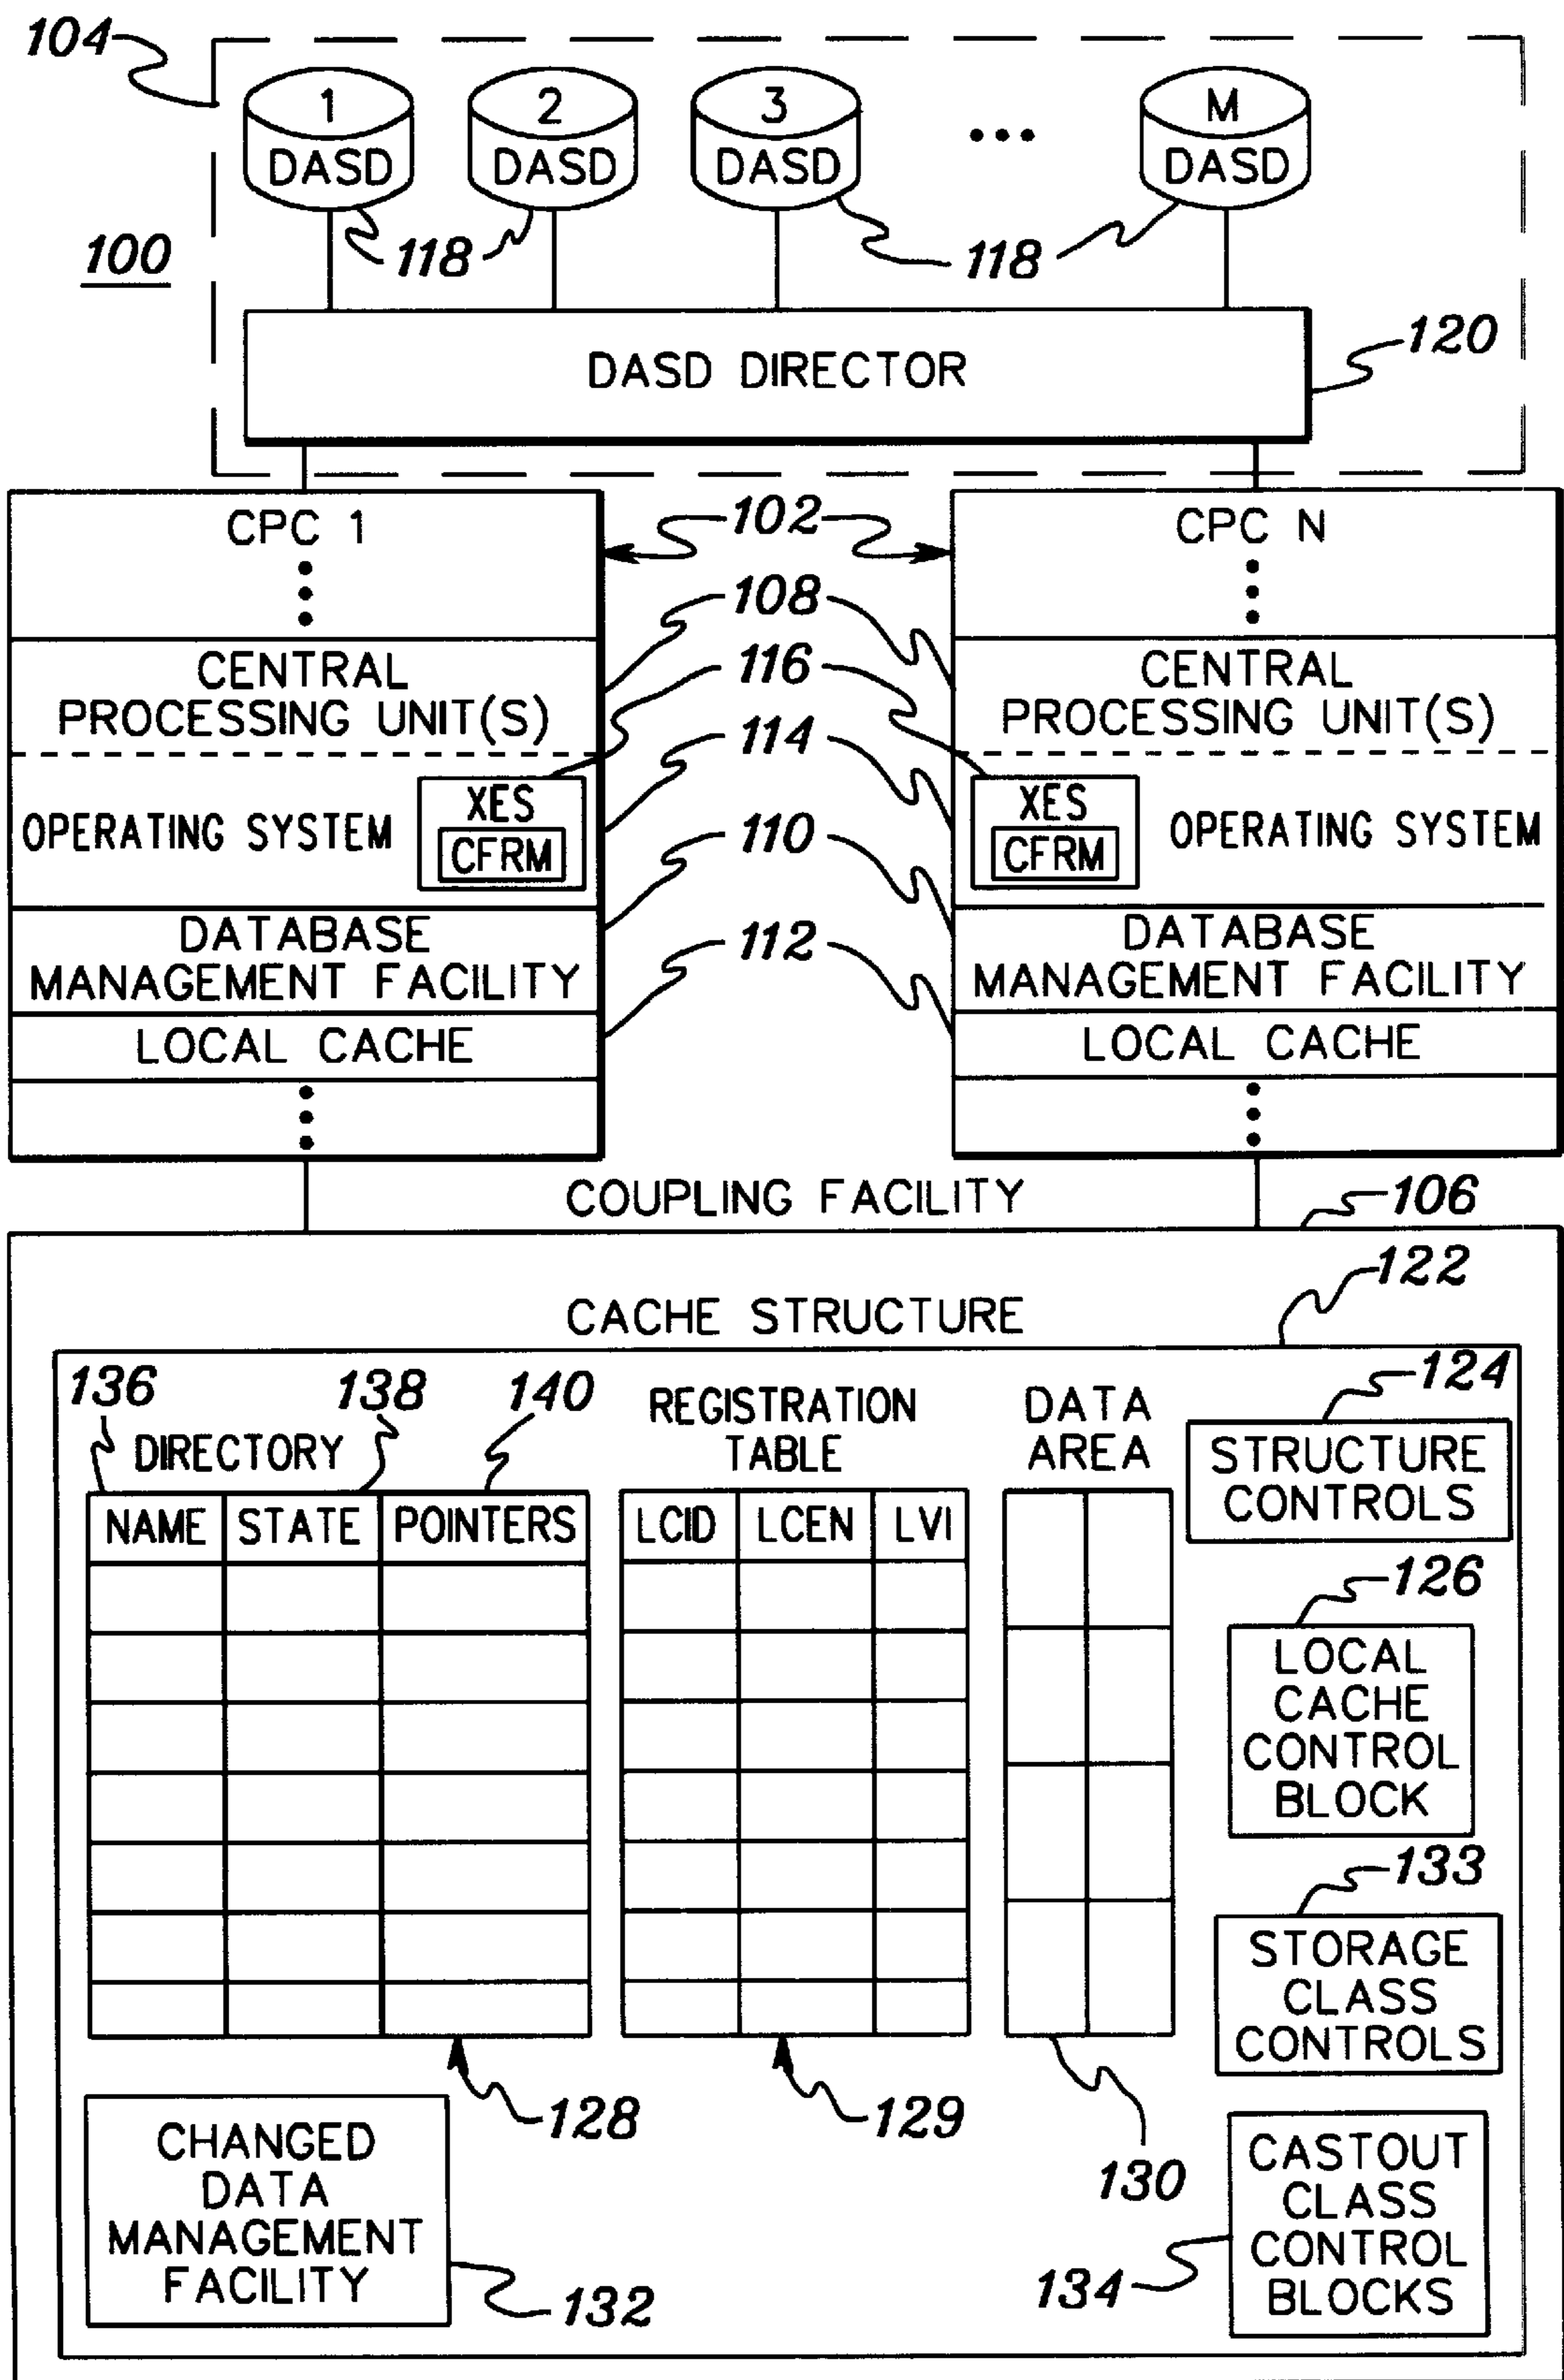 104
1
2
3
M
DASD
DASD
DASD
...
DASD
100
118
118
DASD DIRECTOR
120
CPC 1
102
CPC N
108
CENTRAL
PROCESSING UNIT(S)
116
CENTRAL
PROCESSING UNIT(S)
114
OPERATING SYSTEM
XES
CFRM
XES
CFRM
OPERATING SYSTEM
110
DATABASE
MANAGEMENT FACILITY
112
DATABASE
MANAGEMENT FACILITY
LOCAL CACHE
LOCAL CACHE
COUPLING FACILITY
106
122
CACHE STRUCTURE
136
138
140
REGISTRATION
TABLE
DATA
AREA
124
DIRECTORY
STRUCTURE
CONTROLS
NAME
STATE
POINTERS
LCID
LCEN
LVI
126
LOCAL
CACHE
CONTROL
BLOCK
133
STORAGE
CLASS
CONTROLS
128
129
130
CHANGED
DATA
MANAGEMENT
FACILITY
132
CASTOUT
CLASS
CONTROL
BLOCKS
134